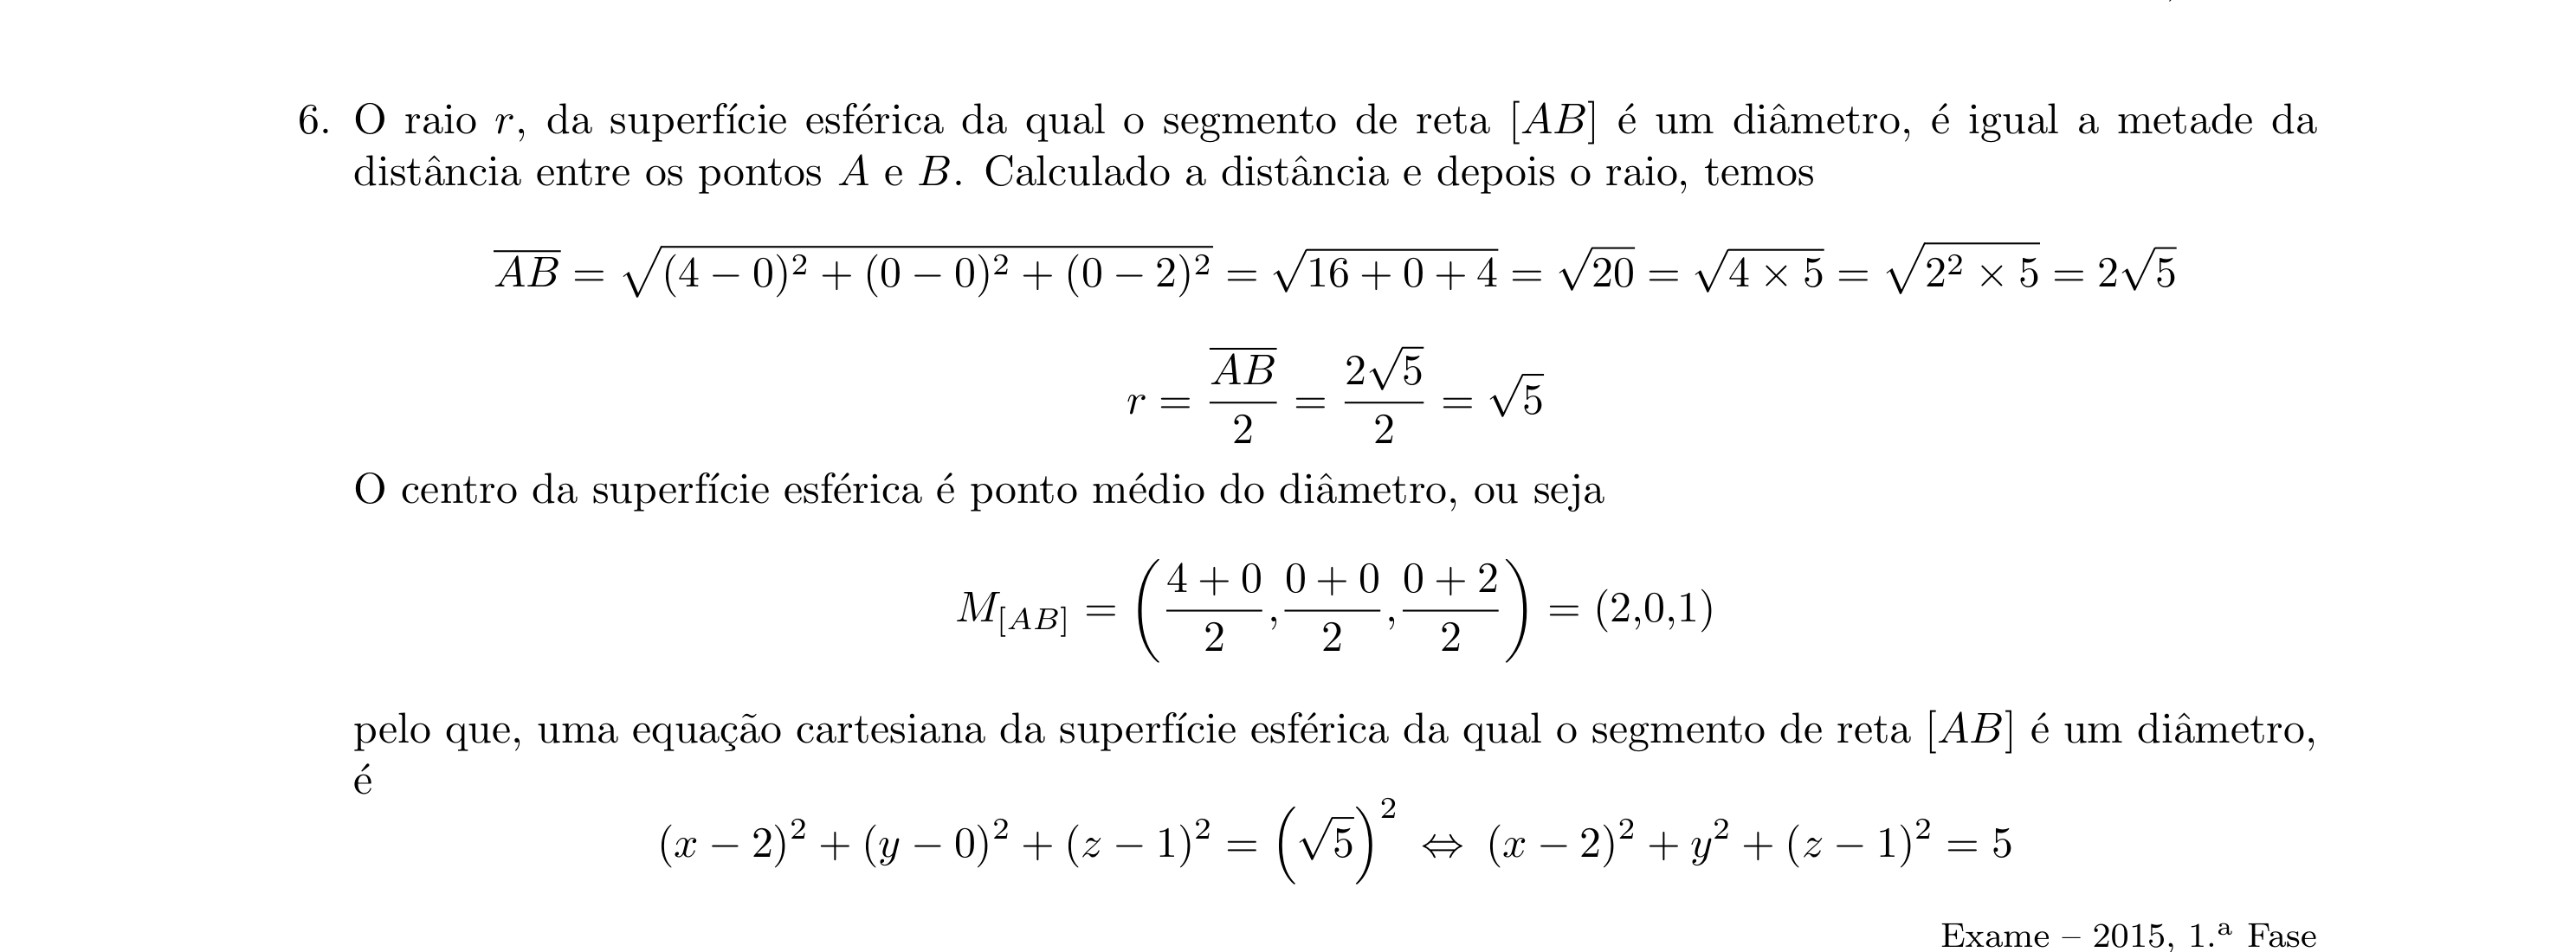 6. O raio r, da superfície esférica da qual o segmento de reta [AB] é um diâmetro, é igual a metade da
distância entre os pontos A e B. Calculado a distância e depois o raio, temos
$\overline{AB} = \sqrt{(4-0)^2 + (0-0)^2 + (0-2)^2} = \sqrt{16+0+4} = \sqrt{20} = \sqrt{4 \times 5} = \sqrt{2^2 \times 5} = 2\sqrt{5}$
$r = \frac{\overline{AB}}{2} = \frac{2\sqrt{5}}{2} = \sqrt{5}$
O centro da superfície esférica é ponto médio do diâmetro, ou seja
$M_{[AB]} = \left(\frac{4+0}{2}, \frac{0+0}{2}, \frac{0+2}{2}\right) = (2,0,1)$
pelo que, uma equação cartesiana da superfície esférica da qual o segmento de reta [AB] é um diâmetro,
é
$(x-2)^2 + (y-0)^2 + (z-1)^2 = \left(\sqrt{5}\right)^2 \Leftrightarrow (x-2)^2 + y^2 + (z-1)^2 = 5$
Exame – 2015, 1.ª Fase